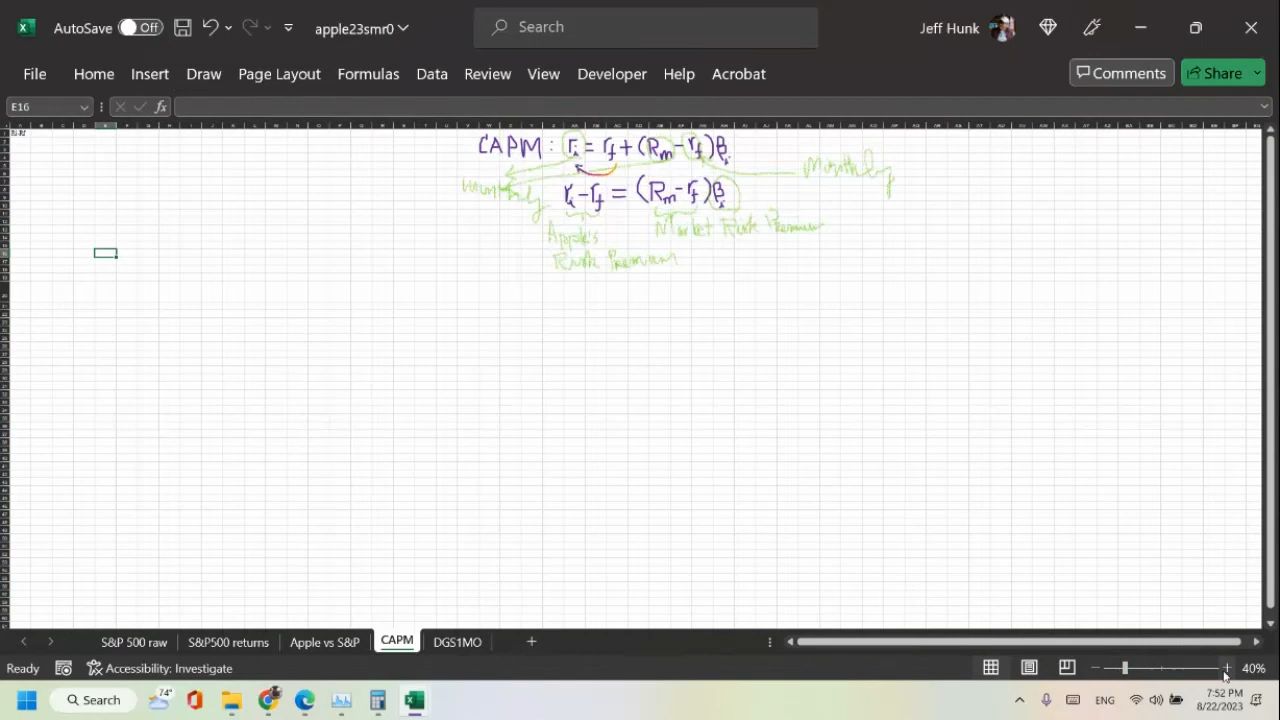 AutoSave Off apple23smr0 Search Jeff Hunk
File Home Insert Draw Page Layout Formulas Data Review View Developer Help Acrobat Comments Share
E16 fx
CAPM: ri = rf + (Rm - rf)βi
Monthly
Monthly
ri - rf = (Rm - rf)βi
Apple's Market Risk Premium
Risk Premium
S&P 500 raw S&P500 returns Apple vs S&P CAPM DGS1MO
Ready Accessibility: Investigate 40%
Search 74° ENG 7:52 PM
8/22/2023